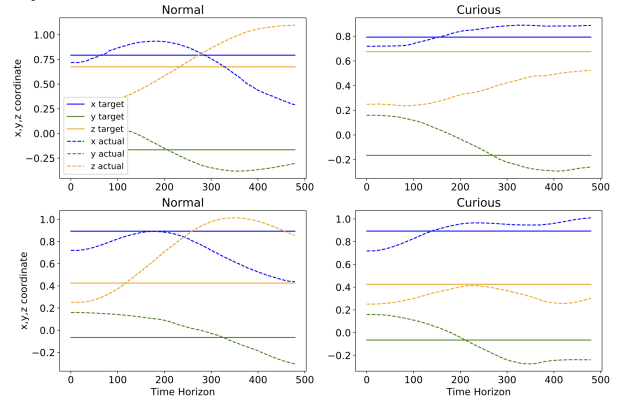 Normal
Curious
x,y,z coordinate
1.00
0.75
0.50
0.25
0.00
−0.25
x target
y target
z target
x actual
y actual
z actual
0 100 200 300 400 500
0.8
0.6
0.4
0.2
0.0
−0.2
0 100 200 300 400 500
Normal
Curious
x,y,z coordinate
1.0
0.8
0.6
0.4
0.2
0.0
−0.2
0 100 200 300 400 500
Time Horizon
1.0
0.8
0.6
0.4
0.2
0.0
−0.2
0 100 200 300 400 500
Time Horizon